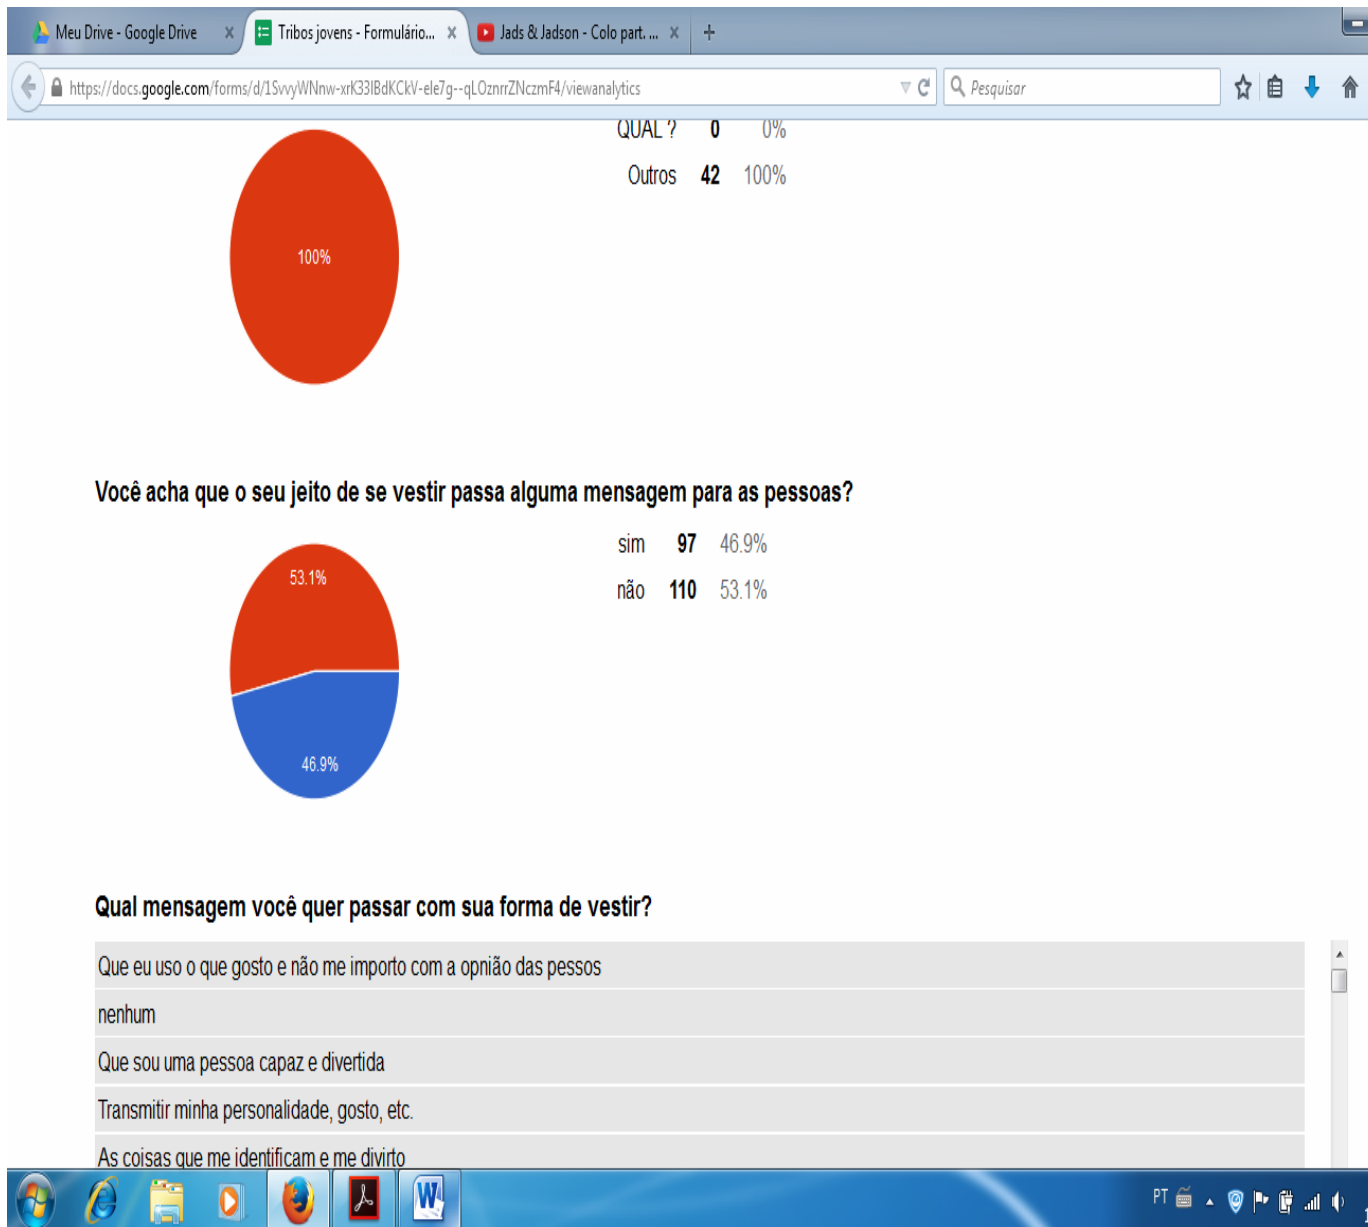 Meu Drive - Google Drive
Tribos jovens - Formulário...
Jads & Jadson - Colo part. ...
https://docs.google.com/forms/d/1SvvyWNnw-xrK33IBdKCkV-ele7g--qLOznrrZNczmF4/viewanalytics
Pesquisar
QUAL ? 0 0%
Outros 42 100%
100%
Você acha que o seu jeito de se vestir passa alguma mensagem para as pessoas?
sim 97 46.9%
não 110 53.1%
53.1%
46.9%
Qual mensagem você quer passar com sua forma de vestir?
Que eu uso o que gosto e não me importo com a opnião das pessos
nenhum
Que sou uma pessoa capaz e divertida
Transmitir minha personalidade, gosto, etc.
As coisas que me identificam e me divirto
PT